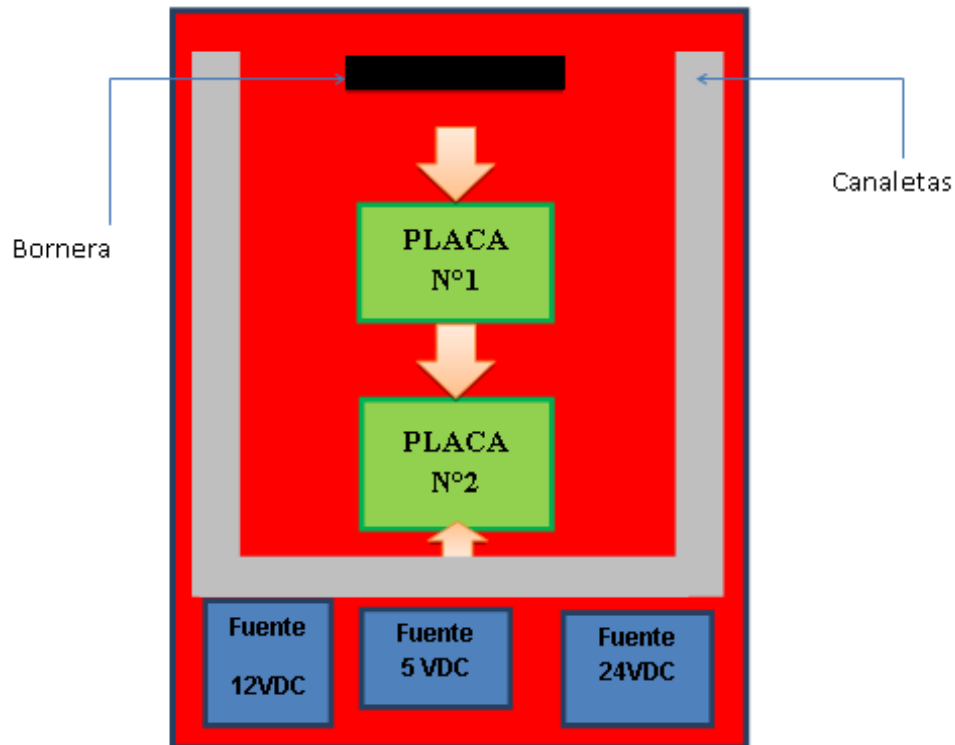 Bornera
Canaletas
PLACA
N°1
PLACA
N°2
Fuente
12VDC
Fuente
5 VDC
Fuente
24VDC